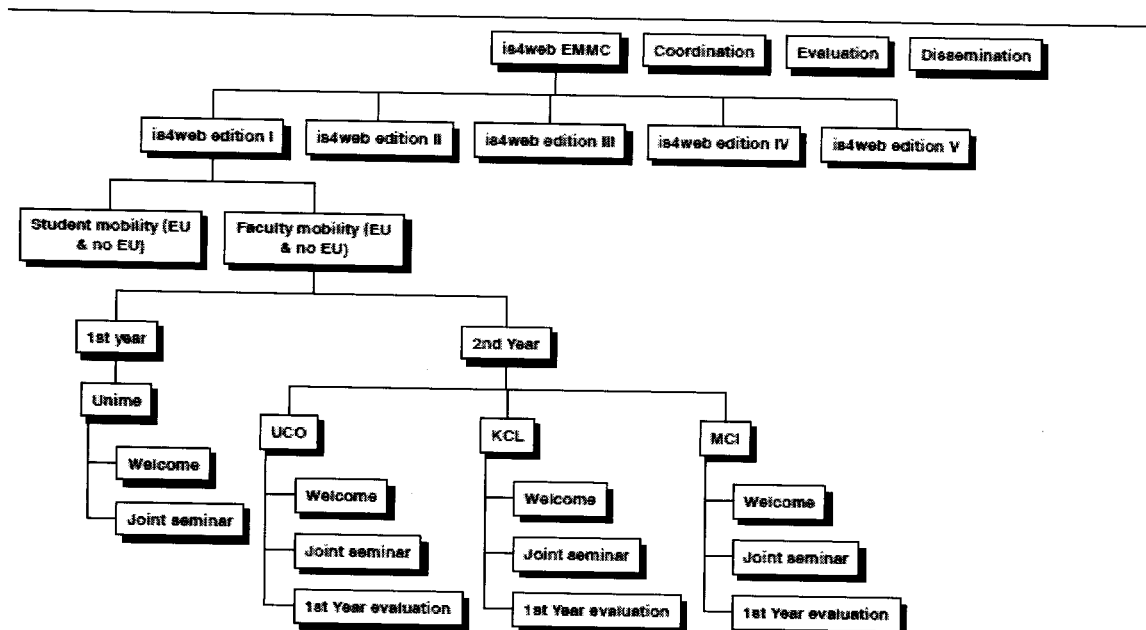 is4web EMMC
Coordination
Evaluation
Dissemination
is4web edition I
is4web edition II
is4web edition III
is4web edition IV
is4web edition V
Student mobility (EU
& no EU)
Faculty mobility (EU
& no EU)
1st year
2nd Year
Unime
Welcome
Joint seminar
UCO
Welcome
Joint seminar
1st Year evaluation
KCL
Welcome
Joint seminar
1st Year evaluation
MCI
Welcome
Joint seminar
1st Year evaluation